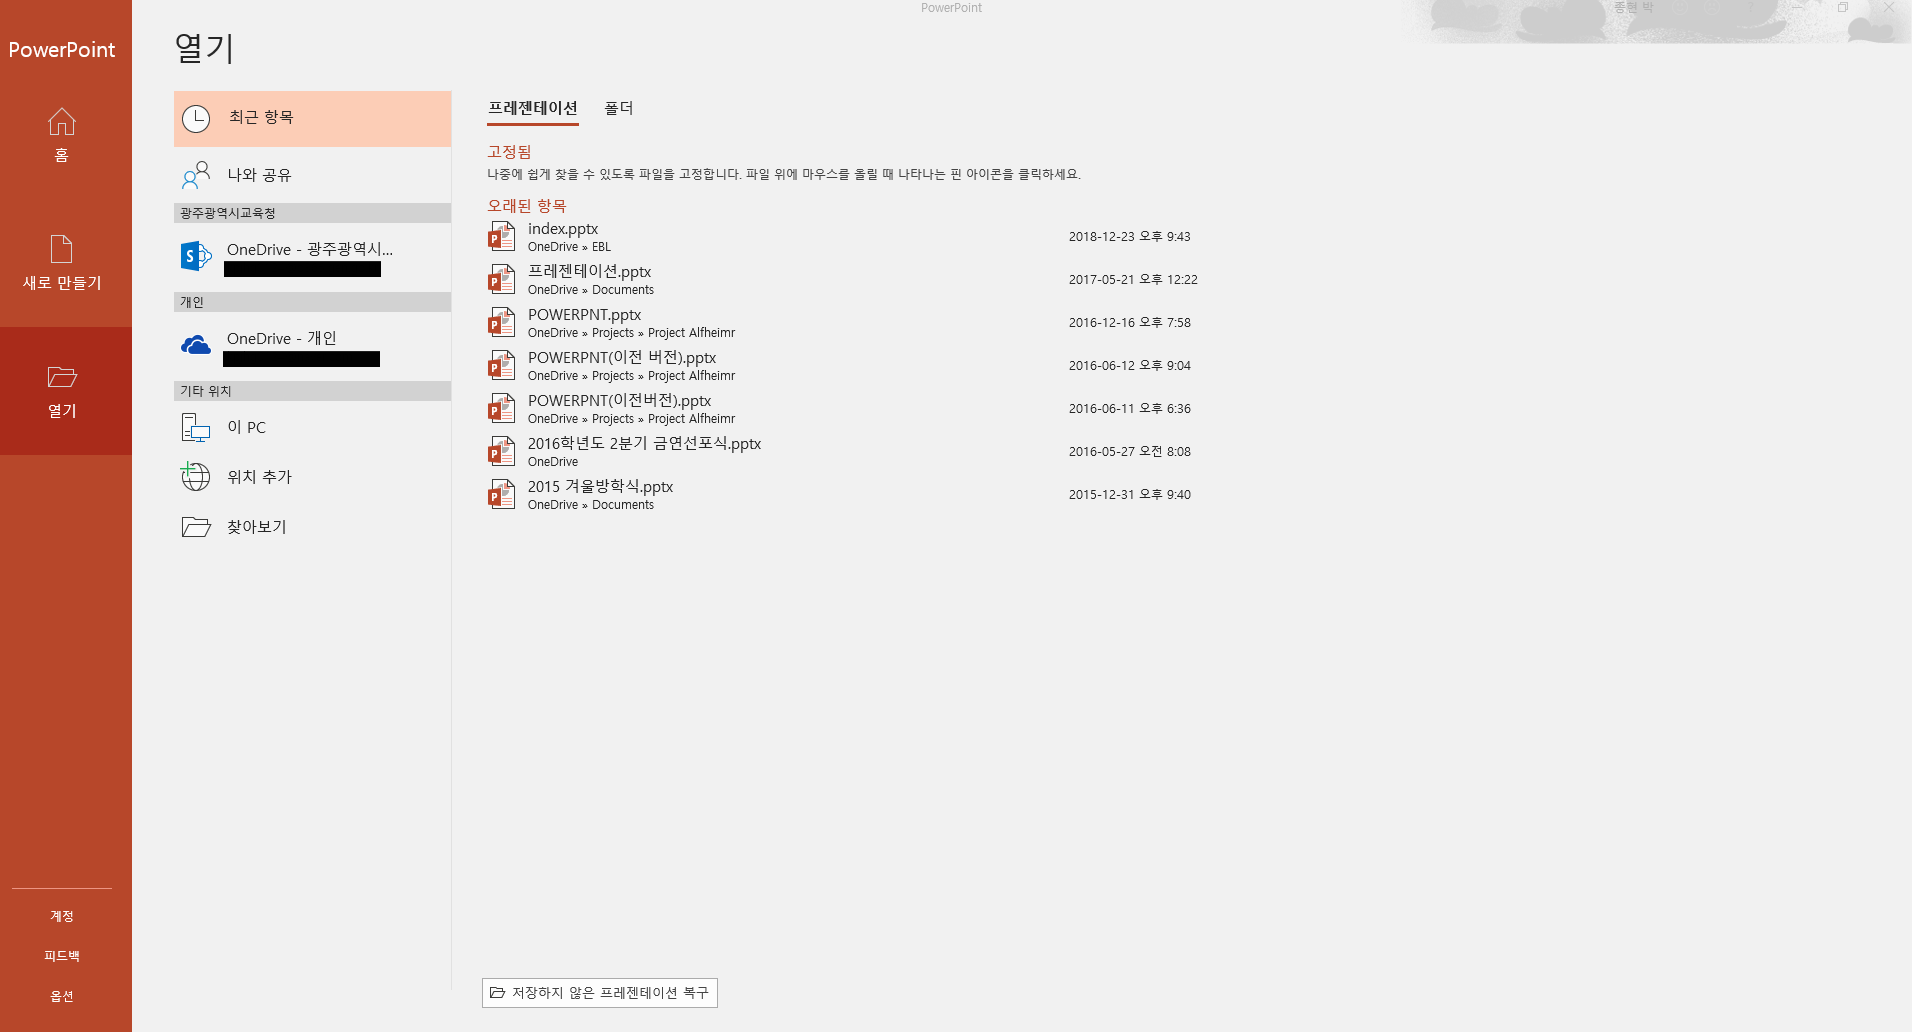 PowerPoint
종현 박
?
PowerPoint
홈
새로 만들기
열기
계정
피드백
옵션
열기
최근 항목
나와 공유
광주광역시교육청
OneDrive - 광주광역시...
개인
OneDrive - 개인
기타 위치
이 PC
위치 추가
찾아보기
프레젠테이션 폴더
고정됨
나중에 쉽게 찾을 수 있도록 파일을 고정합니다. 파일 위에 마우스를 올릴 때 나타나는 핀 아이콘을 클릭하세요.
오래된 항목
index.pptx
OneDrive » EBL
2018-12-23 오후 9:43
프레젠테이션.pptx
OneDrive » Documents
2017-05-21 오후 12:22
POWERPNT.pptx
OneDrive » Projects » Project Alfheimr
2016-12-16 오후 7:58
POWERPNT(이전 버전).pptx
OneDrive » Projects » Project Alfheimr
2016-06-12 오후 9:04
POWERPNT(이전버전).pptx
OneDrive » Projects » Project Alfheimr
2016-06-11 오후 6:36
2016학년도 2분기 금연선포식.pptx
OneDrive
2016-05-27 오전 8:08
2015 겨울방학식.pptx
OneDrive » Documents
2015-12-31 오후 9:40
저장하지 않은 프레젠테이션 복구